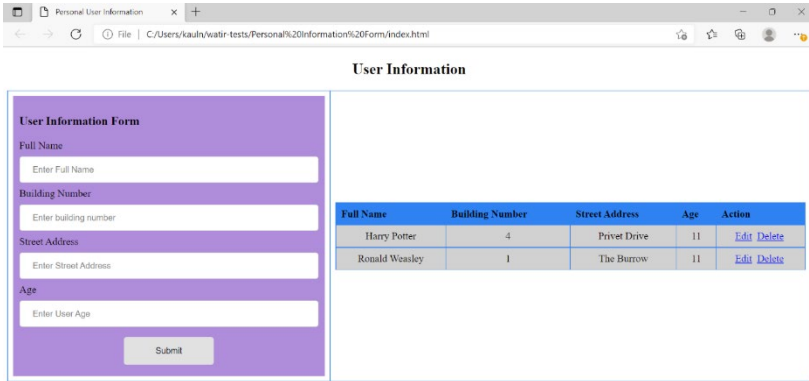 Personal User Information
File | C:/Users/kauln/watir-tests/Personal%20Information%20Form/index.html
User Information
User Information Form
Full Name
Enter Full Name
Building Number
Enter building number
Street Address
Enter Street Address
Age
Enter User Age
Submit
Full Name Building Number Street Address Age Action
Harry Potter 4 Privet Drive 11 Edit Delete
Ronald Weasley 1 The Burrow 11 Edit Delete